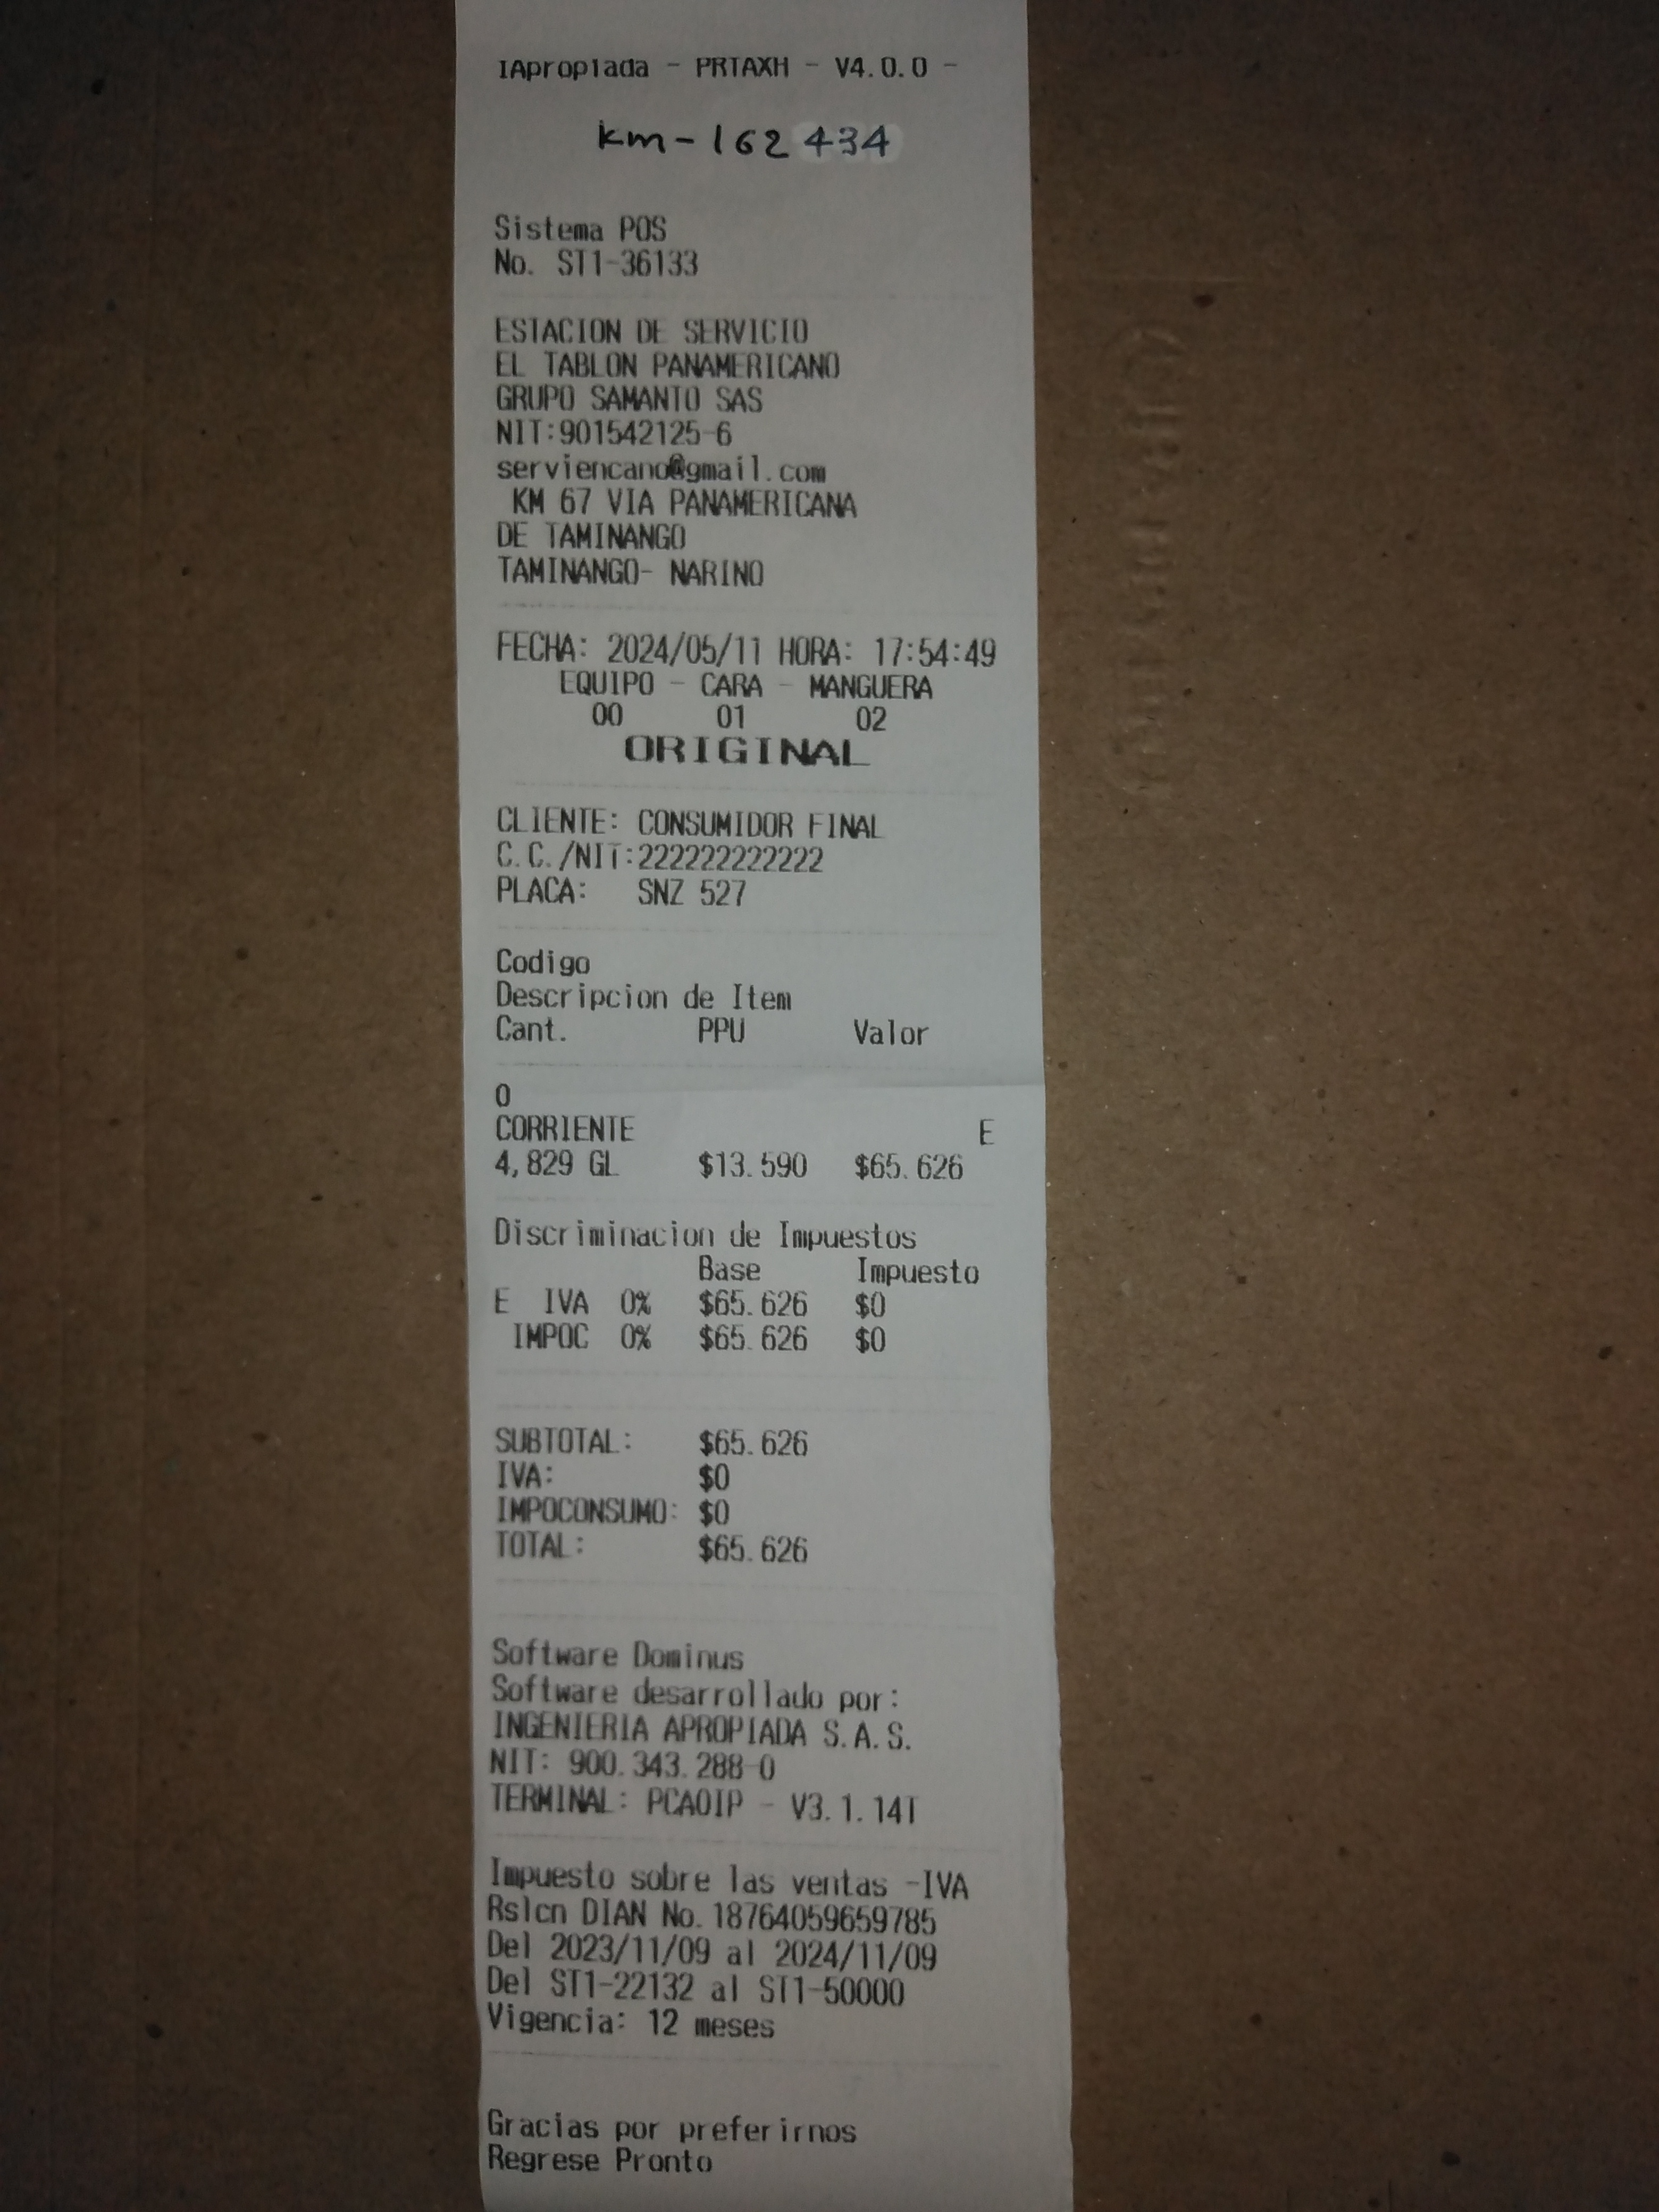 IApropiada - PRTAXH - V4.0.0 -
km-162434
Sistema POS
No. ST1-36133
ESTACION DE SERVICIO
EL TABLON PANAMERICANO
GRUPO SAMANTO SAS
NIT:901542125-6
serviencano@gmail.com
KM 67 VIA PANAMERICANA
DE TAMINANGO
TAMINANGO- NARINO
FECHA: 2024/05/11 HORA: 17:54:49
EQUIPO - CARA - MANGUERA
00 01 02
ORIGINAL
CLIENTE: CONSUMIDOR FINAL
C.C./NIT:222222222222
PLACA: SNZ 527
Codigo
Descripcion de Item
Cant. PPU Valor
0
CORRIENTE E
4,829 GL $13.590 $65.626
Discriminacion de Impuestos
Base Impuesto
E IVA 0% $65.626 $0
IMPOC 0% $65.626 $0
SUBTOTAL: $65.626
IVA: $0
IMPOCONSUMO: $0
TOTAL: $65.626
Software Dominus
Software desarrollado por:
INGENIERIA APROPIADA S.A.S.
NIT: 900.343.288-0
TERMINAL: PCAOIP - V3.1.14T
Impuesto sobre las ventas -IVA
Rslcn DIAN No.18764059659785
Del 2023/11/09 al 2024/11/09
Del ST1-22132 al ST1-50000
Vigencia: 12 meses
Gracias por preferirnos
Regrese Pronto